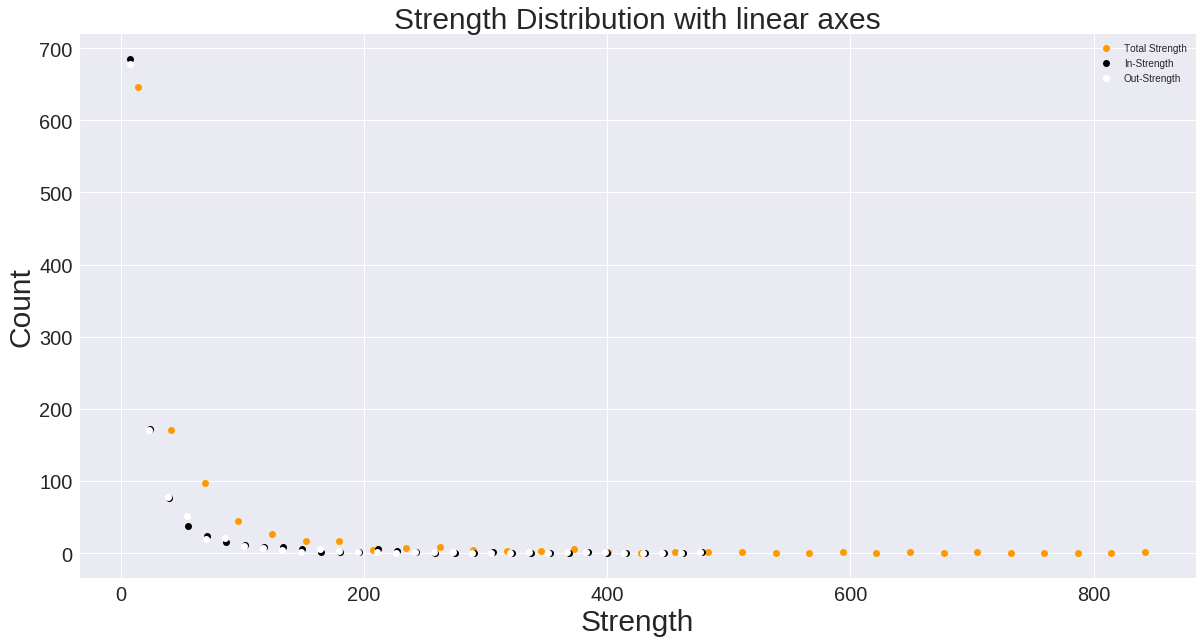 Strength Distribution with linear axes
700
600
500
400
300
200
100
0
Count
Total Strength
In-Strength
Out-Strength
0 200 400 600 800
Strength